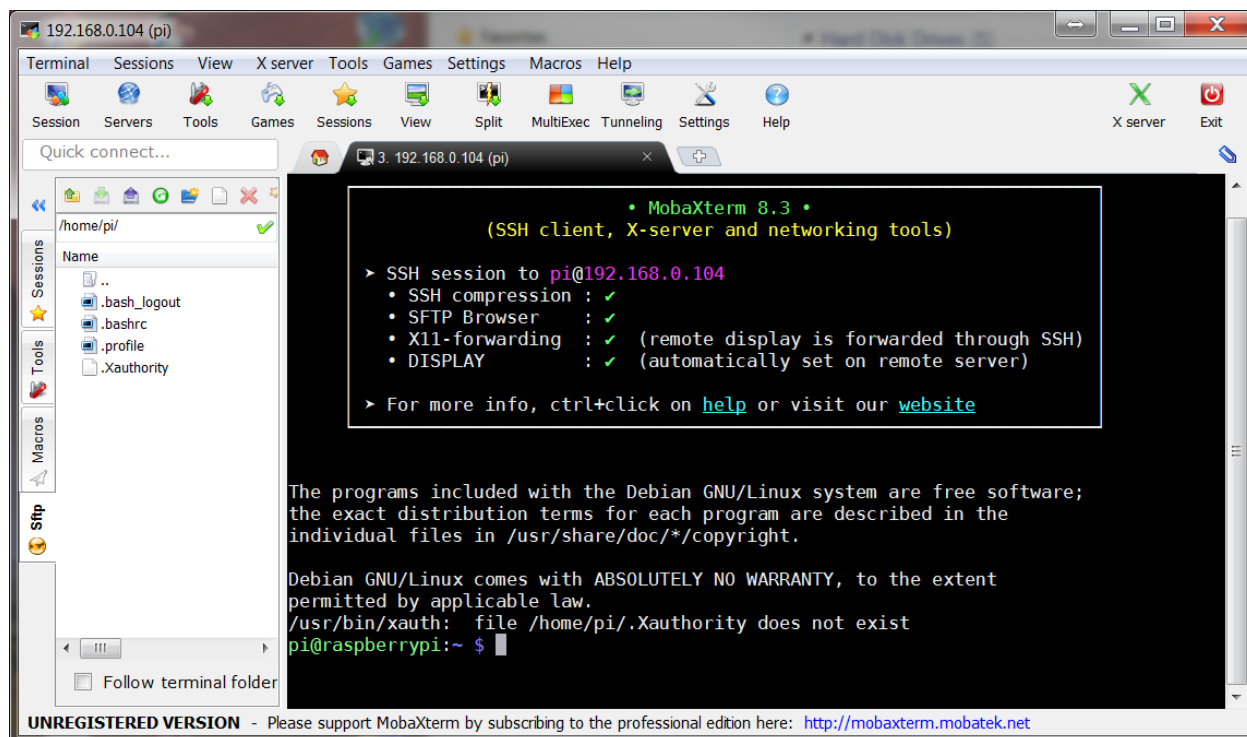 192.168.0.104 (pi)
Terminal Sessions View X server Tools Games Settings Macros Help
Session Servers Tools Games Sessions View Split MultiExec Tunneling Settings Help X server Exit
Quick connect...
3. 192.168.0.104 (pi)
/home/pi/
Name
..
.bash_logout
.bashrc
.profile
.Xauthority
Sessions
Tools
Macros
Sftp
Follow terminal folder
• MobaXterm 8.3 •
(SSH client, X-server and networking tools)
➤ SSH session to pi@192.168.0.104
• SSH compression : ✔
• SFTP Browser : ✔
• X11-forwarding : ✔ (remote display is forwarded through SSH)
• DISPLAY : ✔ (automatically set on remote server)
➤ For more info, ctrl+click on help or visit our website
The programs included with the Debian GNU/Linux system are free software;
the exact distribution terms for each program are described in the
individual files in /usr/share/doc/*/copyright.
Debian GNU/Linux comes with ABSOLUTELY NO WARRANTY, to the extent
permitted by applicable law.
/usr/bin/xauth: file /home/pi/.Xauthority does not exist
pi@raspberrypi:~ $
UNREGISTERED VERSION - Please support MobaXterm by subscribing to the professional edition here: http://mobaxterm.mobatek.net